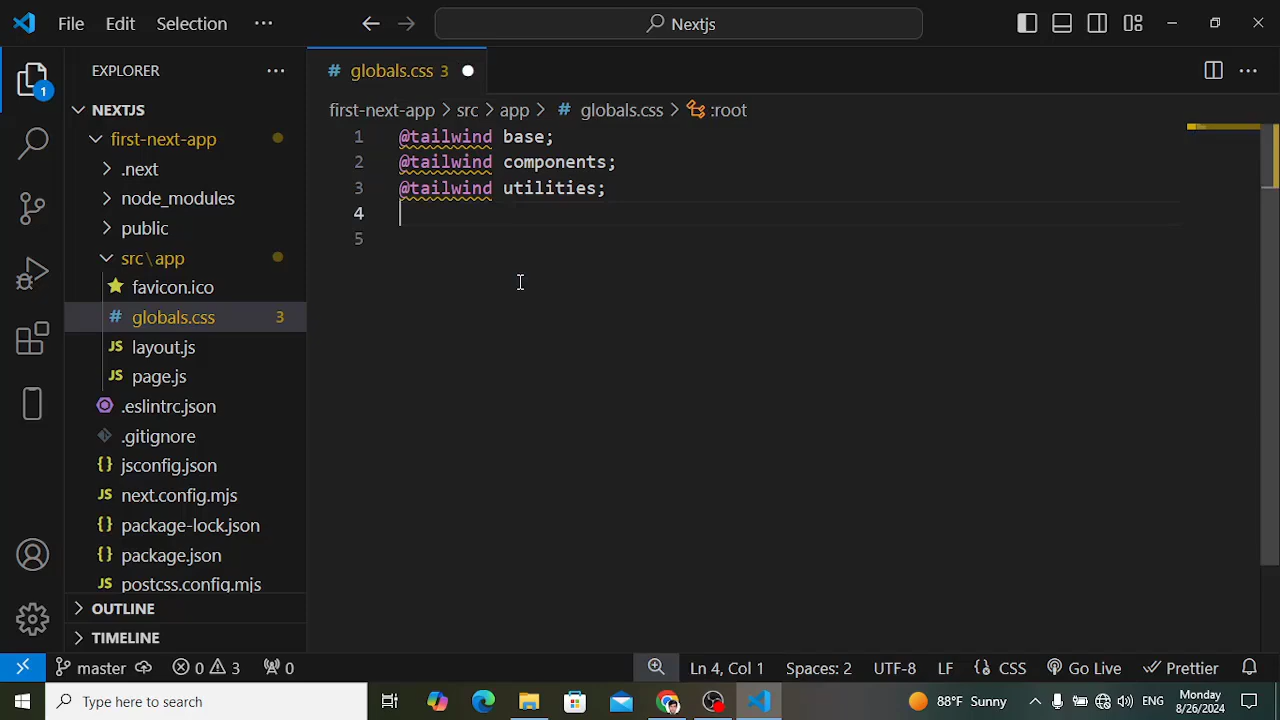 File Edit Selection ··· Nextjs
EXPLORER ···
NEXTJS
first-next-app
.next
node_modules
public
src\app
favicon.ico
globals.css 3
layout.js
page.js
.eslintrc.json
.gitignore
jsconfig.json
next.config.mjs
package-lock.json
package.json
postcss.config.mjs
OUTLINE
TIMELINE
1
# globals.css 3
first-next-app > src > app > # globals.css > :root
1 @tailwind base;
2 @tailwind components;
3 @tailwind utilities;
4
5
master 0 3 0 Ln 4, Col 1 Spaces: 2 UTF-8 LF CSS Go Live Prettier
Type here to search 88°F Sunny ENG Monday
8/26/2024